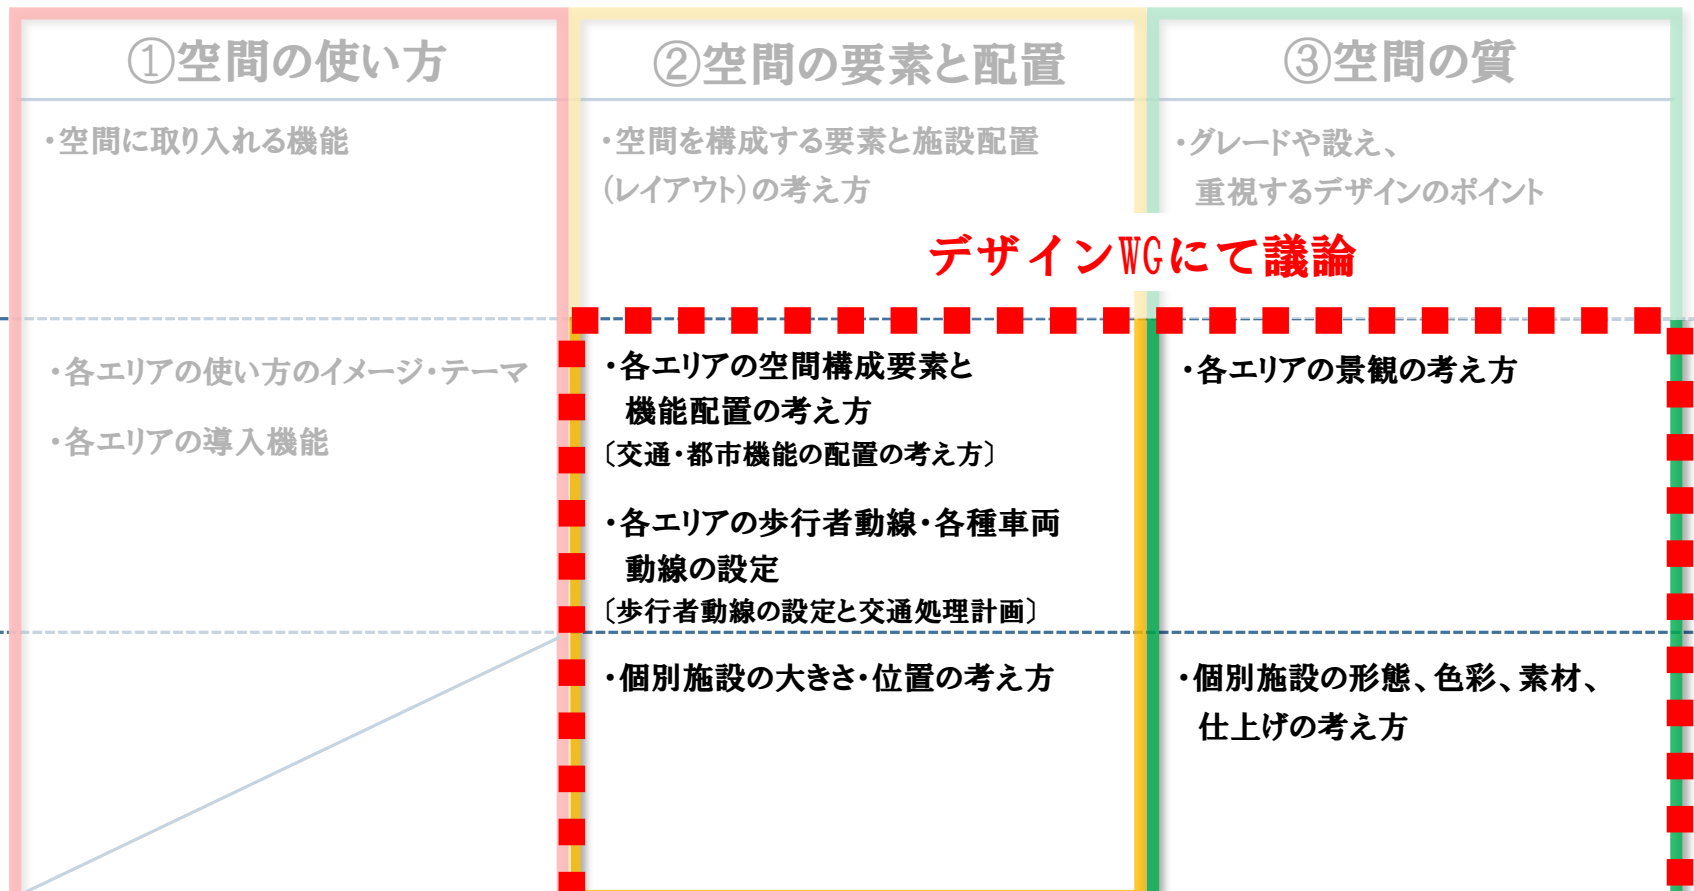 ①空間の使い方
②空間の要素と配置
③空間の質
・空間に取り入れる機能
・空間を構成する要素と施設配置
(レイアウト)の考え方
・グレードや設え、
重視するデザインのポイント
デザインWGにて議論
・各エリアの使い方のイメージ・テーマ
・各エリアの導入機能
・各エリアの空間構成要素と
機能配置の考え方
〔交通・都市機能の配置の考え方〕
・各エリアの歩行者動線・各種車両
動線の設定
〔歩行者動線の設定と交通処理計画〕
・各エリアの景観の考え方
・個別施設の大きさ・位置の考え方
・個別施設の形態、色彩、素材、
仕上げの考え方